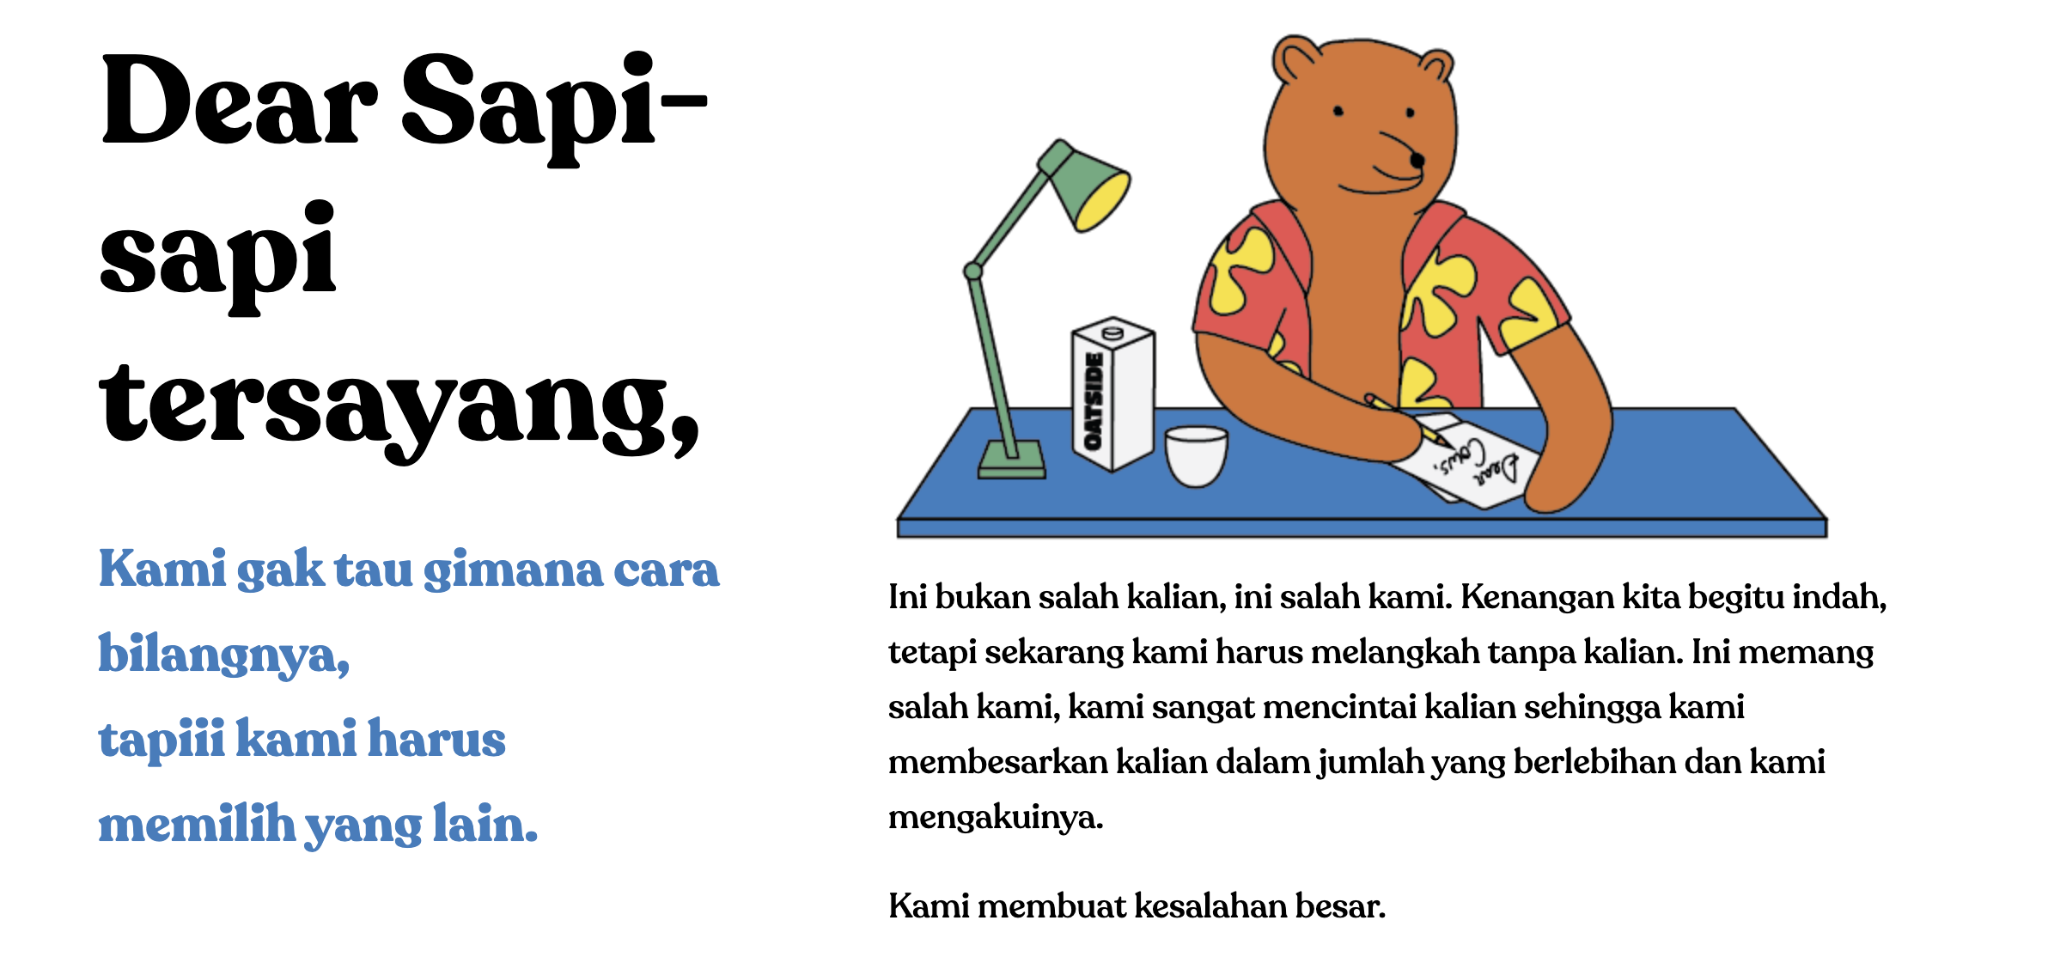 Dear Sapi-
sapi
tersayang,
Kami gak tau gimana cara
bilangnya,
tapiii kami harus
memilih yang lain.
OATSIDE
Dear
Cows,
Ini bukan salah kalian, ini salah kami. Kenangan kita begitu indah,
tetapi sekarang kami harus melangkah tanpa kalian. Ini memang
salah kami, kami sangat mencintai kalian sehingga kami
membesarkan kalian dalam jumlah yang berlebihan dan kami
mengakuinya.
Kami membuat kesalahan besar.